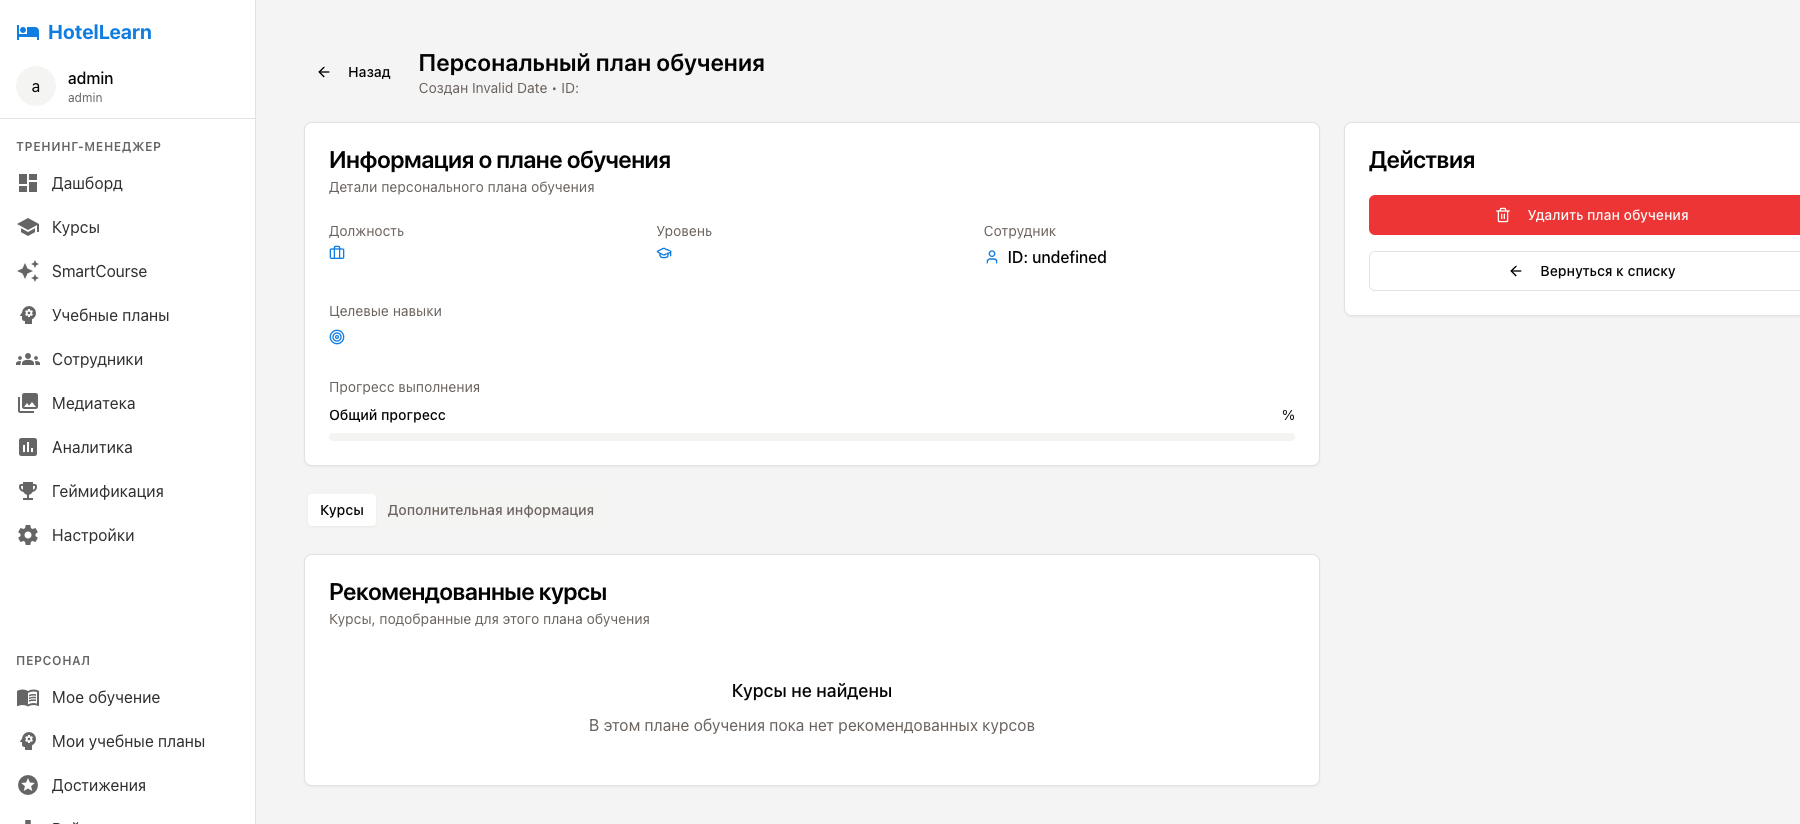 HotelLearn
a
admin
admin
ТРЕНИНГ-МЕНЕДЖЕР
Дашборд
Курсы
SmartCourse
Учебные планы
Сотрудники
Медиатека
Аналитика
Геймификация
Настройки
ПЕРСОНАЛ
Мое обучение
Мои учебные планы
Достижения
Назад
Персональный план обучения
Создан Invalid Date • ID:
Информация о плане обучения
Детали персонального плана обучения
Должность
Уровень
Сотрудник
ID: undefined
Целевые навыки
Прогресс выполнения
Общий прогресс
%
Курсы
Дополнительная информация
Рекомендованные курсы
Курсы, подобранные для этого плана обучения
Курсы не найдены
В этом плане обучения пока нет рекомендованных курсов
Действия
Удалить план обучения
Вернуться к списку